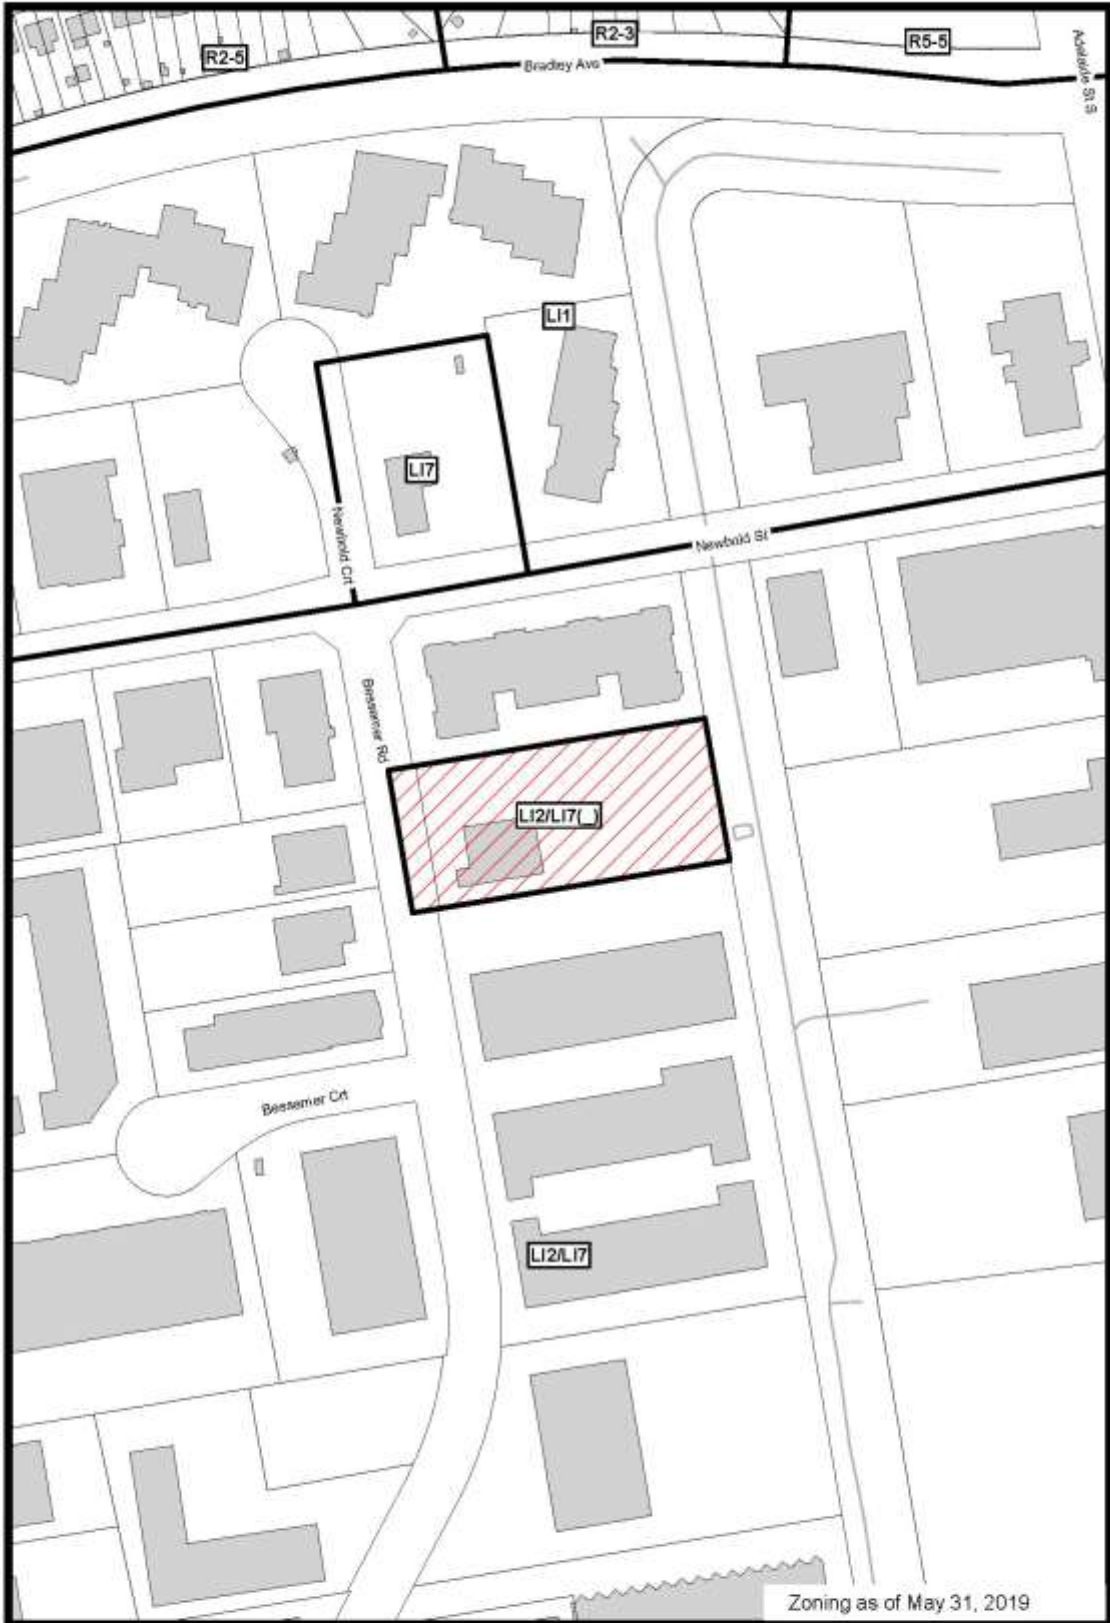 R2-5
R2-3
R5-5
Bradley Ave
Adelaide St S
LI1
LI7
Newbold Crt
Newbold St
Bessemer Rd
LI2/LI7(_)
Bessemer Crt
LI2/LI7
Zoning as of May 31, 2019